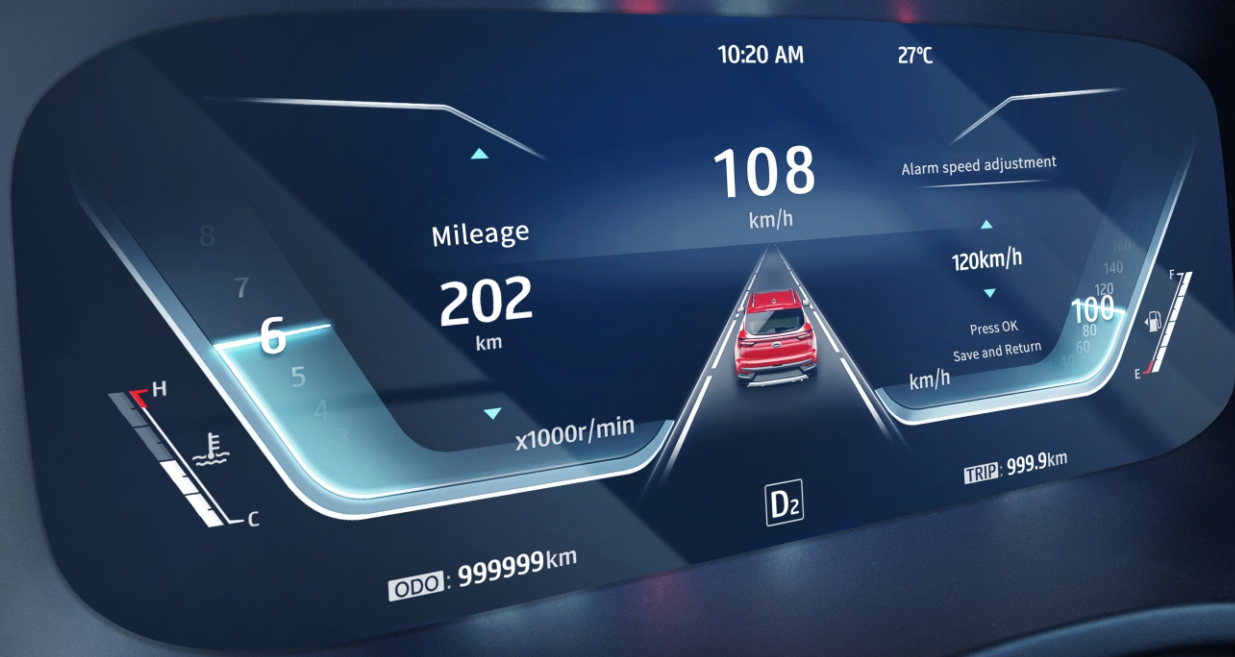 10:20 AM
27°C
108
km/h
Alarm speed adjustment
Mileage
202
km
120km/h
Press OK
Save and Return
km/h
8
7
6
5
4
3
x1000r/min
160
140
120
100
80
60
40
H
C
F
E
D2
TRIP: 999.9km
ODO: 999999km